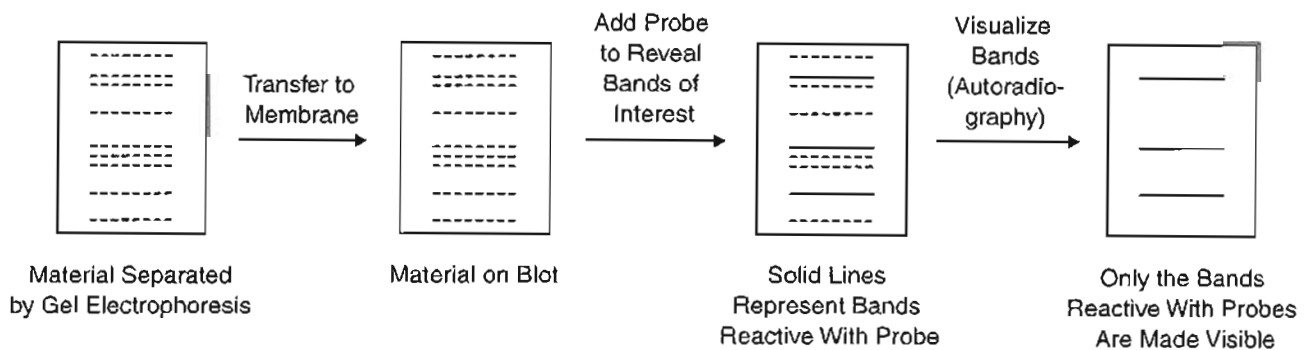 Transfer to
Membrane
Add Probe
to Reveal
Bands of
Interest
Visualize
Bands
(Autoradio-
graphy)
Material Separated
by Gel Electrophoresis
Material on Blot
Solid Lines
Represent Bands
Reactive With Probe
Only the Bands
Reactive With Probes
Are Made Visible